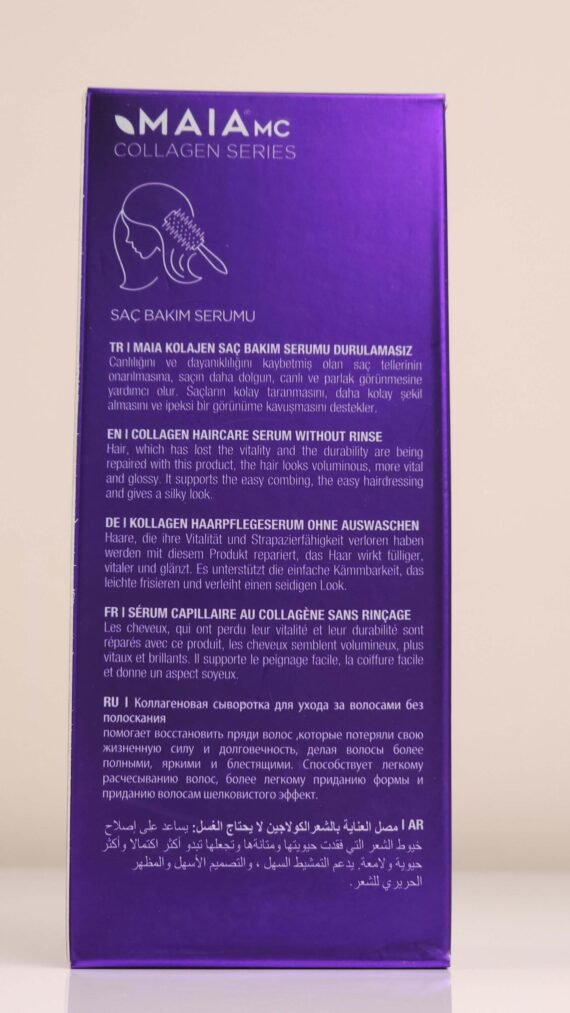 MAIA® MC
COLLAGEN SERIES
SAÇ BAKIM SERUMU
TR I MAIA KOLAJEN SAÇ BAKIM SERUMU DURULAMASIZ
Canlılığını ve dayanıklılığını kaybetmiş olan saç tellerinin
onarılmasına, saçın daha dolgun, canlı ve parlak görünmesine
yardımcı olur. Saçların kolay taranmasını, daha kolay şekil
almasını ve ipeksi bir görünüme kavuşmasını destekler.
EN I COLLAGEN HAIRCARE SERUM WITHOUT RINSE
Hair, which has lost the vitality and the durability are being
repaired with this product, the hair looks voluminous, more vital
and glossy. It supports the easy combing, the easy hairdressing
and gives a silky look.
DE I KOLLAGEN HAARPFLEGESERUM OHNE AUSWASCHEN
Haare, die ihre Vitalität und Strapazierfähigkeit verloren haben
werden mit diesem Produkt repariert, das Haar wirkt fülliger,
vitaler und glänzt. Es unterstützt die einfache Kämmbarkeit, das
leichte frisieren und verleiht einen seidigen Look.
FR I SÉRUM CAPILLAIRE AU COLLAGÈNE SANS RINÇAGE
Les cheveux, qui ont perdu leur vitalité et leur durabilité sont
réparés avec ce produit, les cheveux semblent volumineux, plus
vitaux et brillants. Il supporte le peignage facile, la coiffure facile
et donne un aspect soyeux.
RU I Коллагеновая сыворотка для ухода за волосами без
полоскания
помогает восстановить пряди волос ,которые потеряли свою
жизненную силу и долговечность, делая волосы более
полными, яркими и блестящими. Способствует легкому
расчесыванию волос, более легкому приданию формы и
приданию волосам шелковистого эффект.
AR I مصل العناية بالشعرالكولاجين لا يحتاج الغسل: يساعد على إصلاح
خيوط الشعر التي فقدت حيويتها ومتانةها وتجعلها تبدو أكثر اكتمالا وأكثر
حيوية ولامعة. يدعم التمشيط السهل ، والتصميم الأسهل والمظهر
الحريري للشعر.